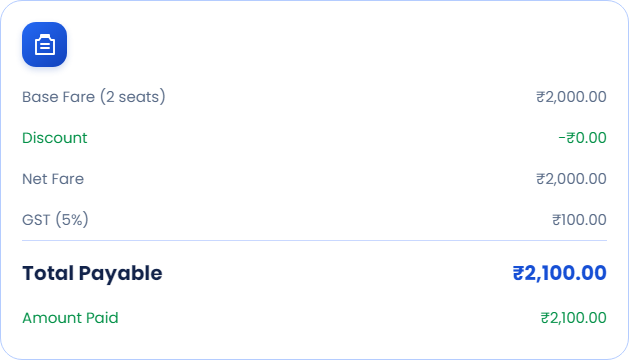 Base Fare (2 seats) ₹2,000.00
Discount -₹0.00
Net Fare ₹2,000.00
GST (5%) ₹100.00
Total Payable ₹2,100.00
Amount Paid ₹2,100.00